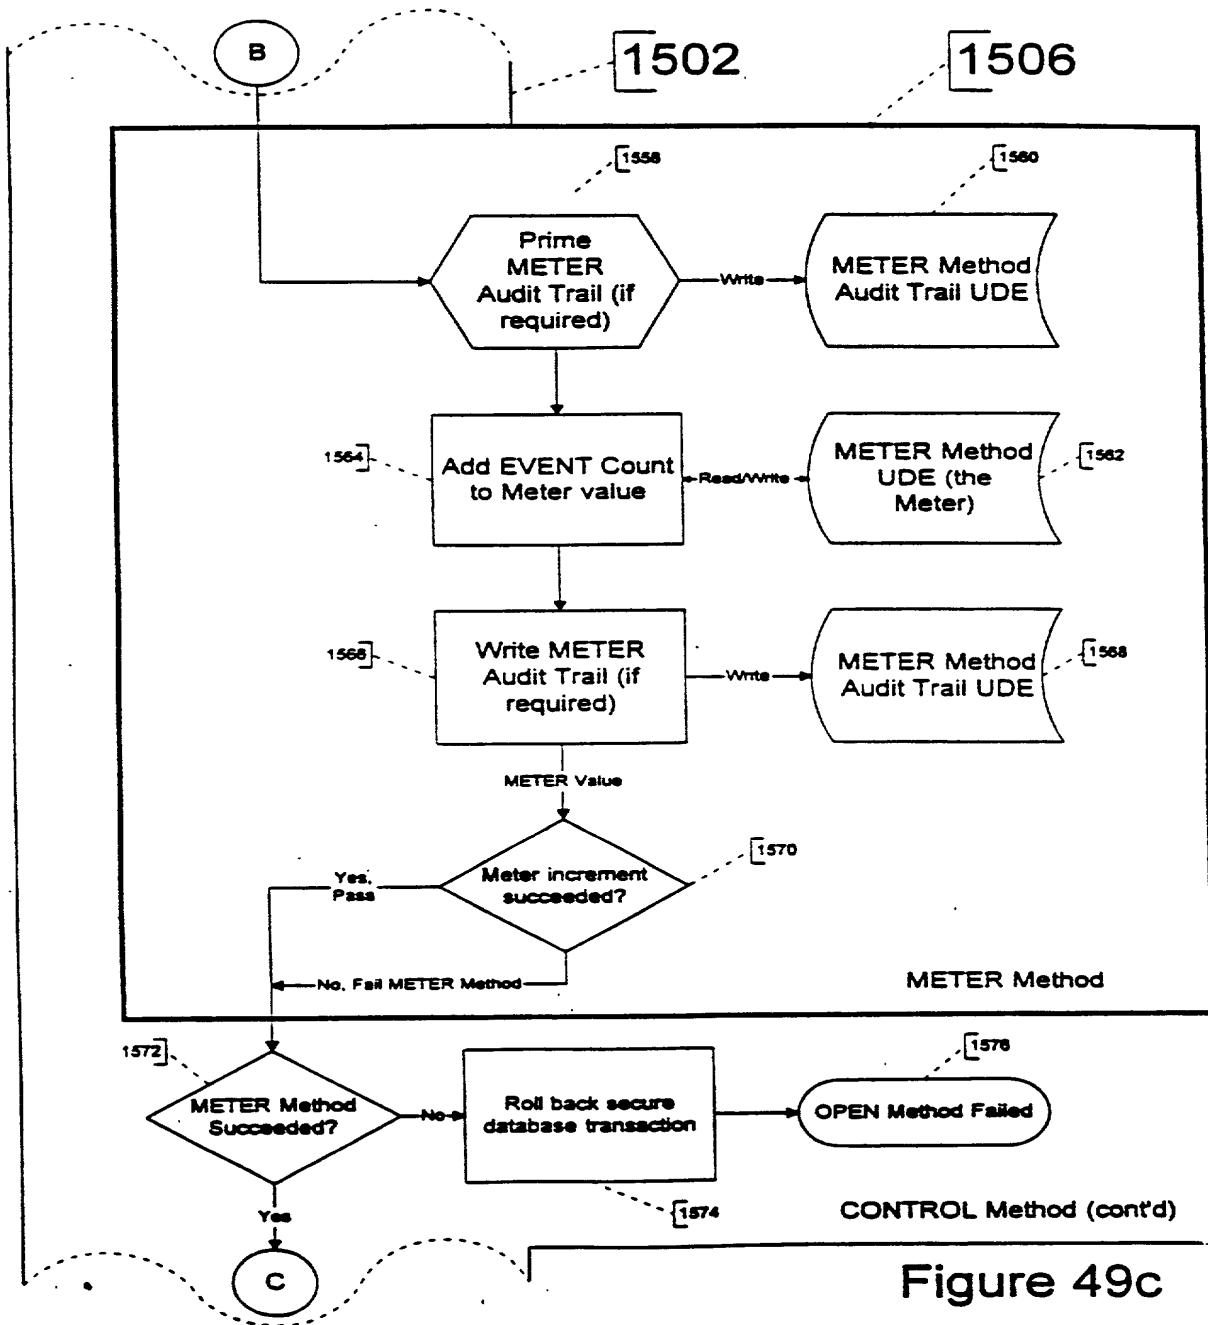 B
1502
1506
1558
1560
Prime
METER
Audit Trail (if
required)
Write
METER Method
Audit Trail UDE
1564
Add EVENT Count
to Meter value
Read/Write
METER Method
UDE (the
Meter)
1562
1566
Write METER
Audit Trail (if
required)
Write
METER Method
Audit Trail UDE
1568
METER Value
1570
Meter increment
succeeded?
Yes,
Pass
No, Fail METER Method
METER Method
1572
METER Method
Succeeded?
No
Roll back secure
database transaction
1576
OPEN Method Failed
1574
CONTROL Method (cont'd)
Yes
C
Figure 49c